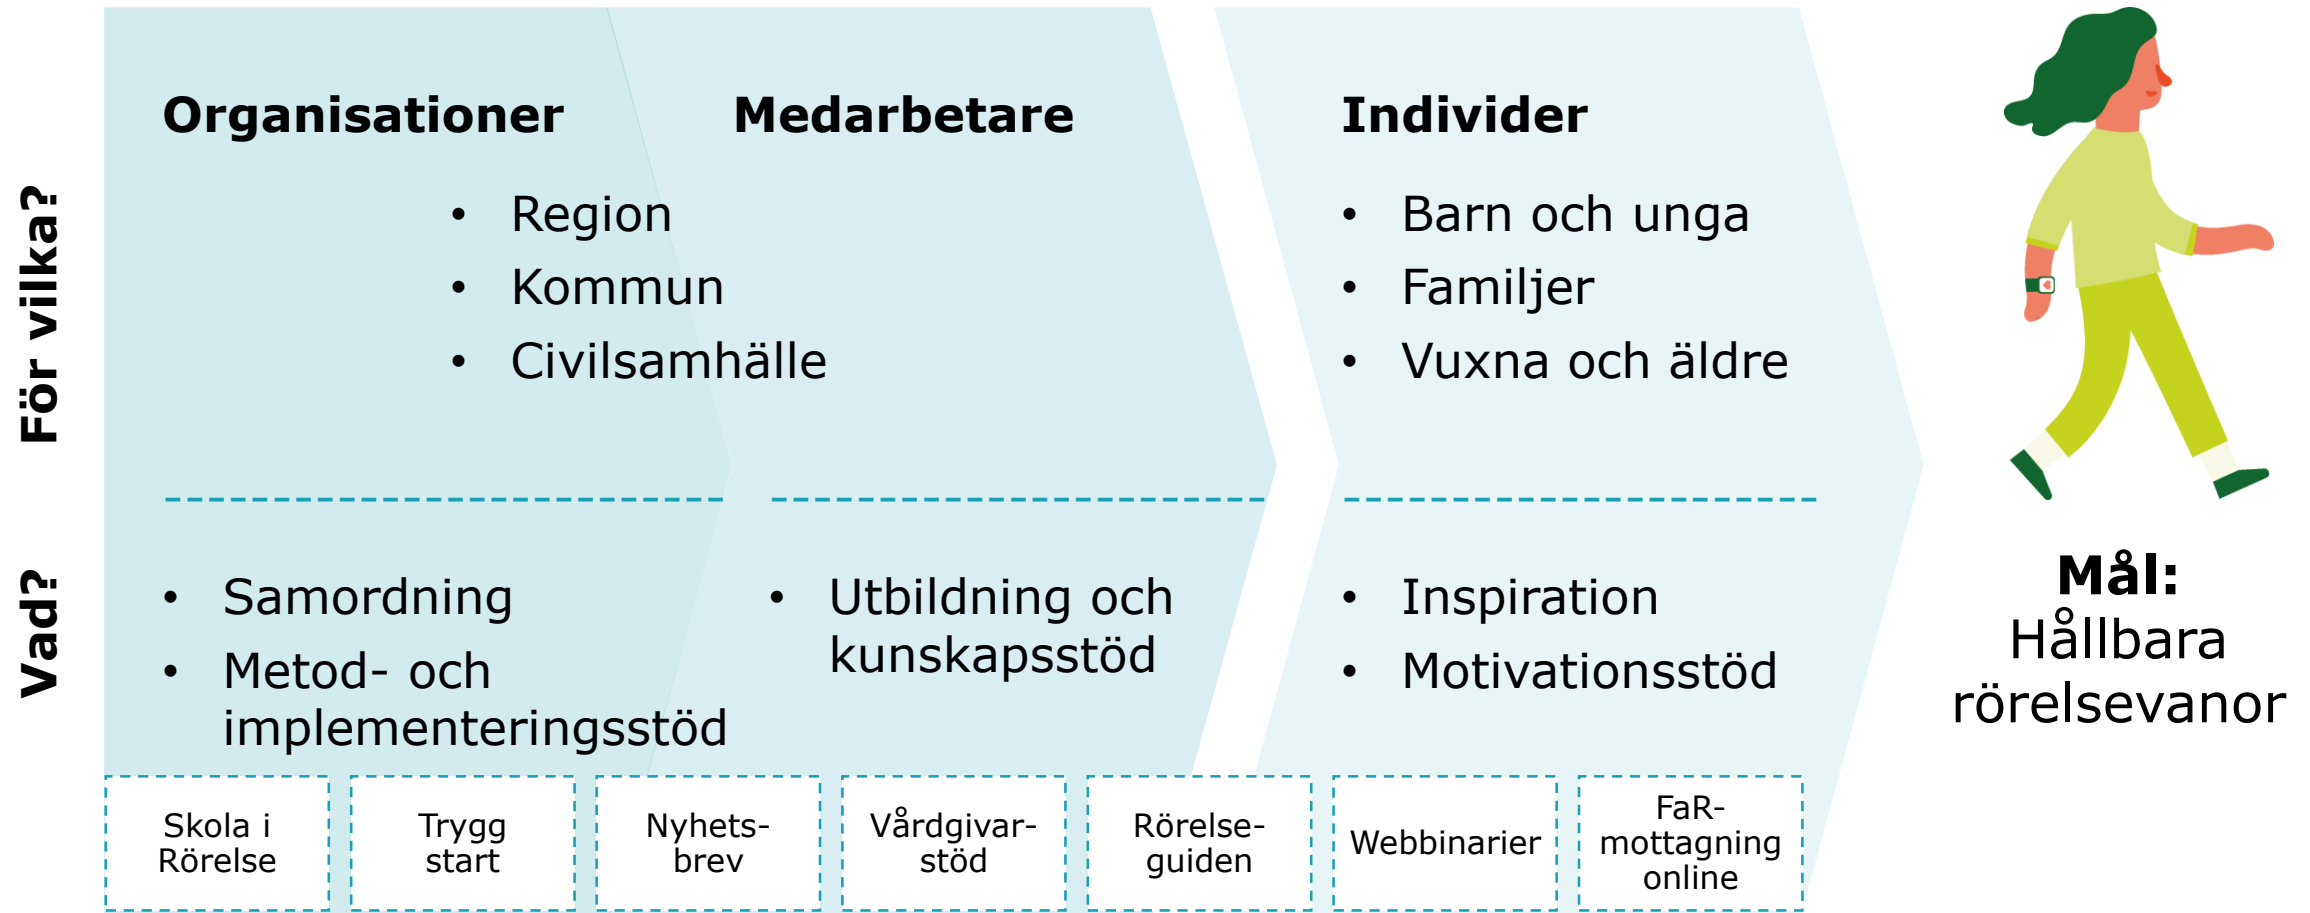 För vilka?
Organisationer
Medarbetare
• Region
• Kommun
• Civilsamhälle
Individer
• Barn och unga
• Familjer
• Vuxna och äldre
Vad?
• Samordning
• Metod- och
implementeringsstöd
• Utbildning och
kunskapsstöd
• Inspiration
• Motivationsstöd
Mål:
Hållbara
rörelsevanor
Skola i
Rörelse
Trygg
start
Nyhets-
brev
Vårdgivar-
stöd
Rörelse-
guiden
Webbinarier
FaR-
mottagning
online